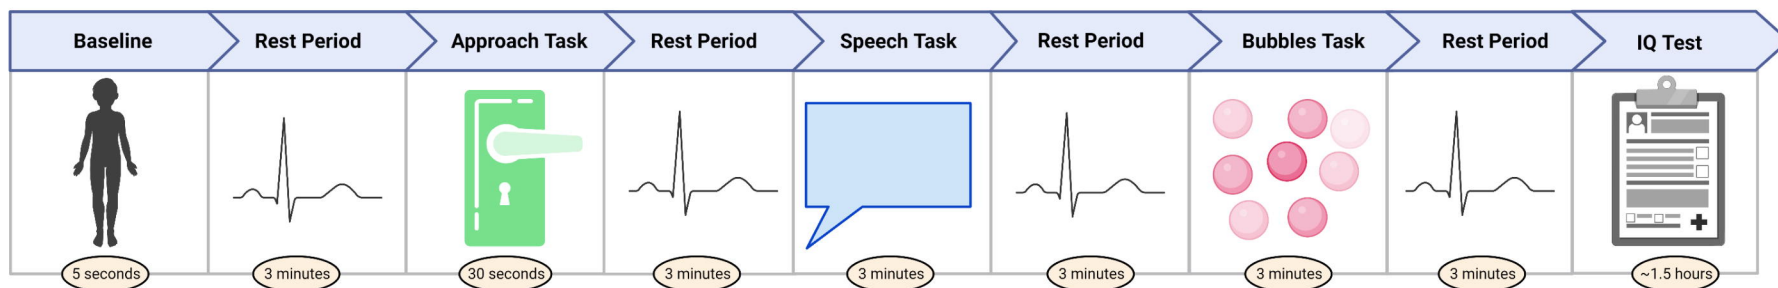 Baseline
Rest Period
Approach Task
Rest Period
Speech Task
Rest Period
Bubbles Task
Rest Period
IQ Test
5 seconds
3 minutes
30 seconds
3 minutes
3 minutes
3 minutes
3 minutes
3 minutes
~1.5 hours